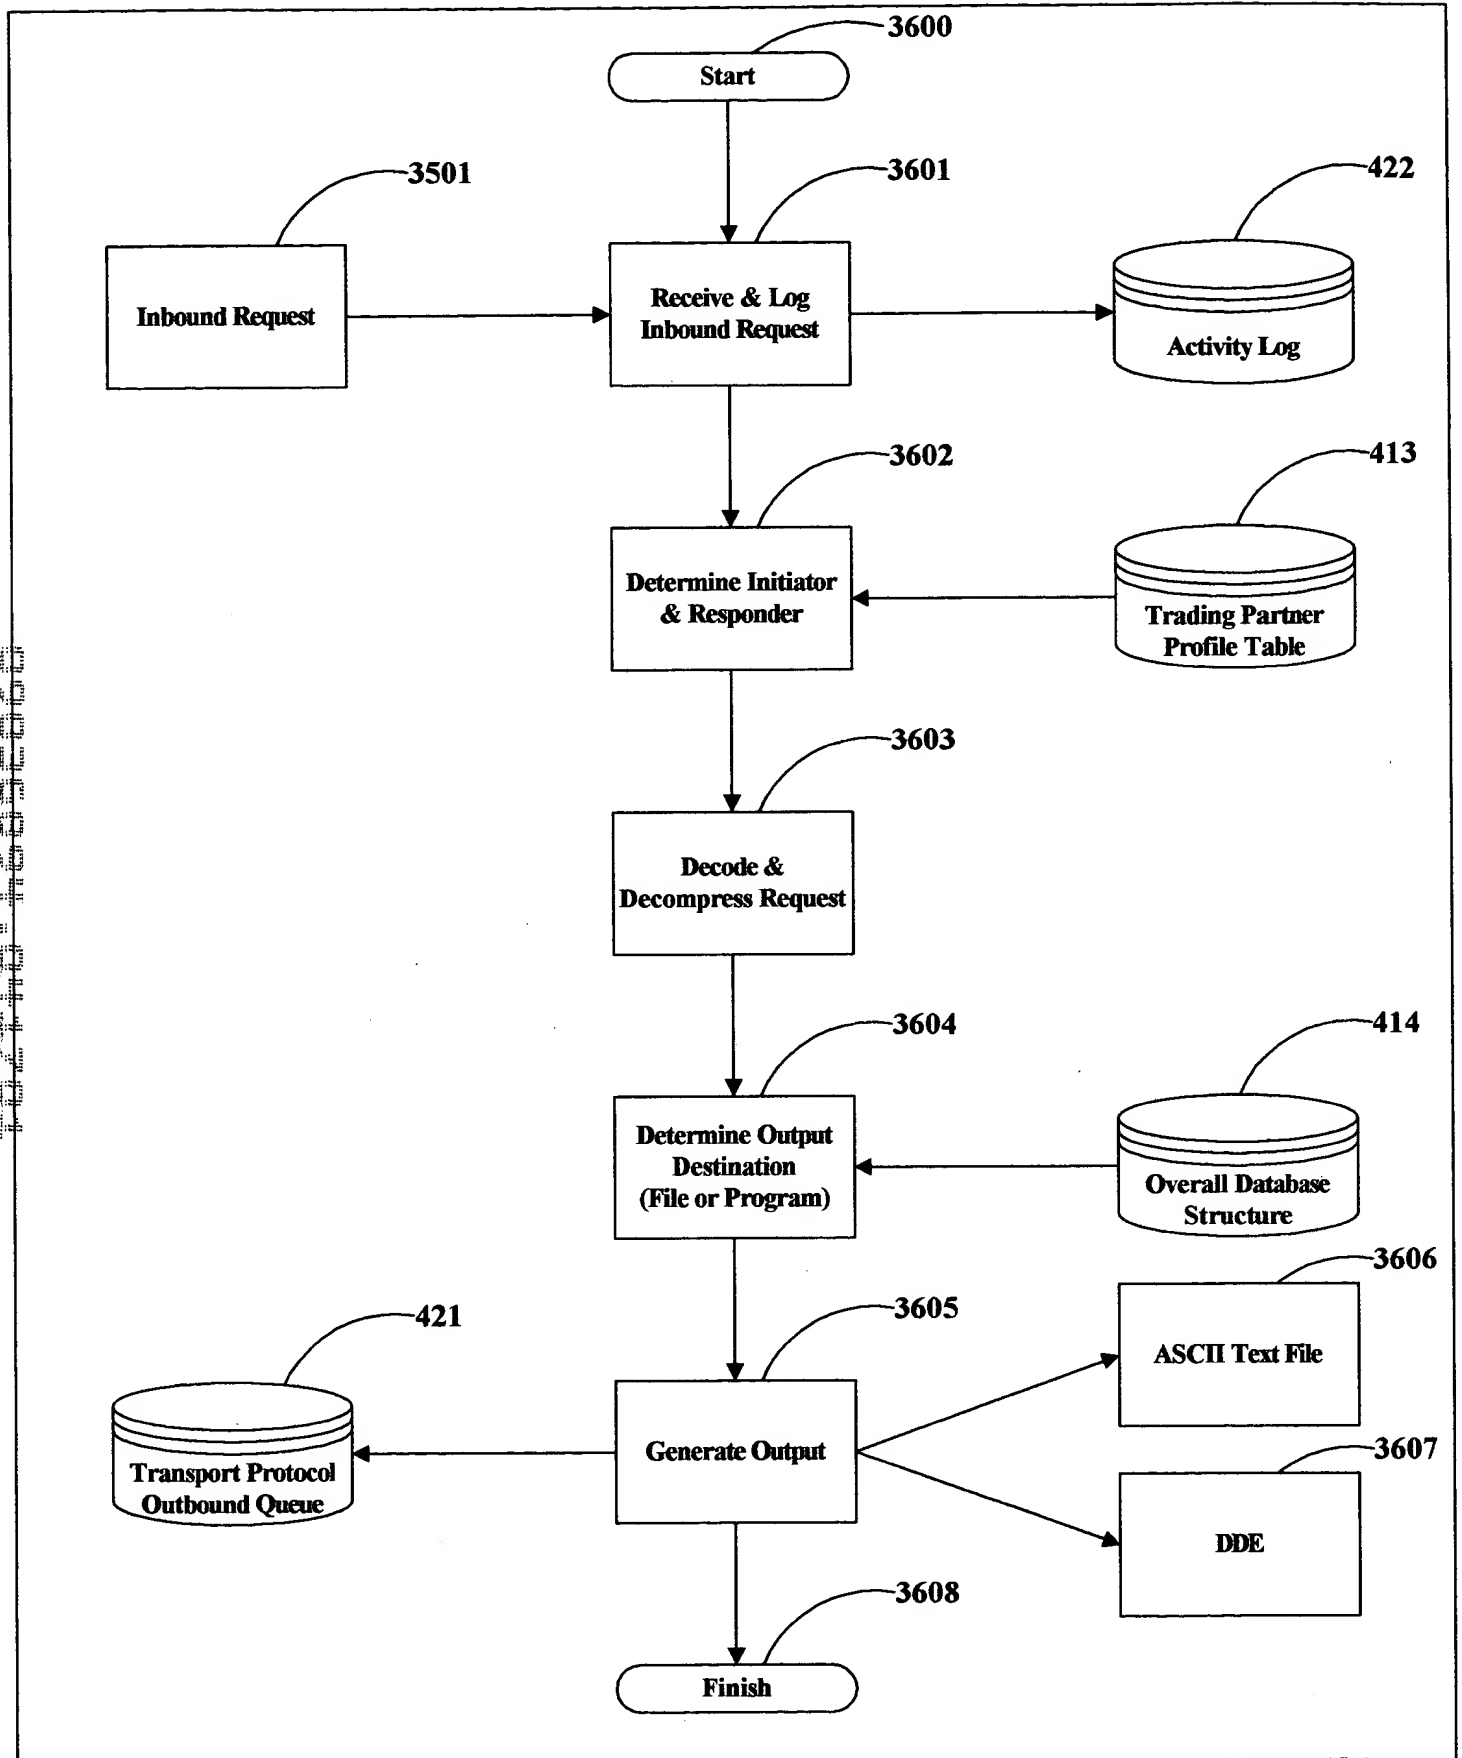 3600
Start
3501
3601
422
Inbound Request
Receive & Log
Inbound Request
Activity Log
3602
413
Determine Initiator
& Responder
Trading Partner
Profile Table
3603
Decode &
Decompress Request
3604
414
Determine Output
Destination
(File or Program)
Overall Database
Structure
3606
421
3605
ASCII Text File
Transport Protocol
Outbound Queue
Generate Output
3607
DDE
3608
Finish